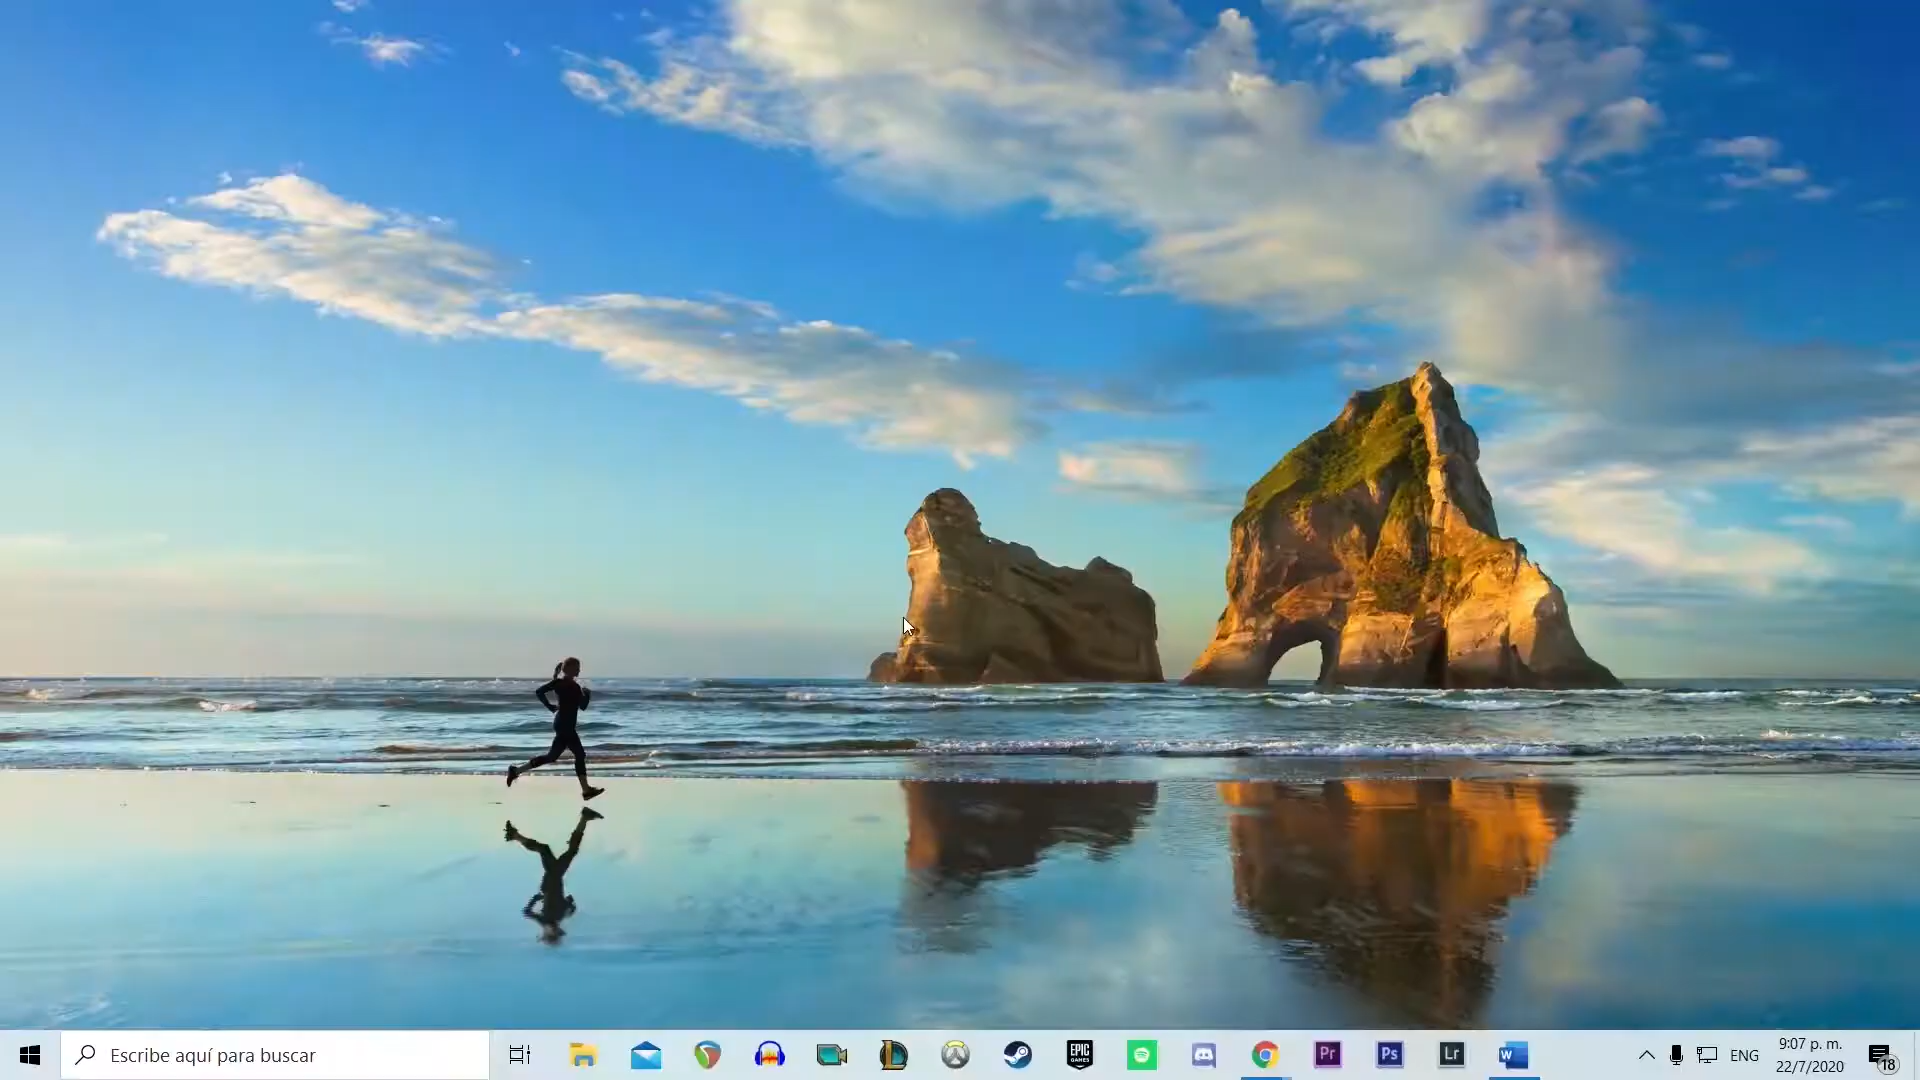 Escribe aquí para buscar
EPIC
GAMES
Pr
Ps
Lr
W
ENG
9:07 p. m.
22/7/2020
18